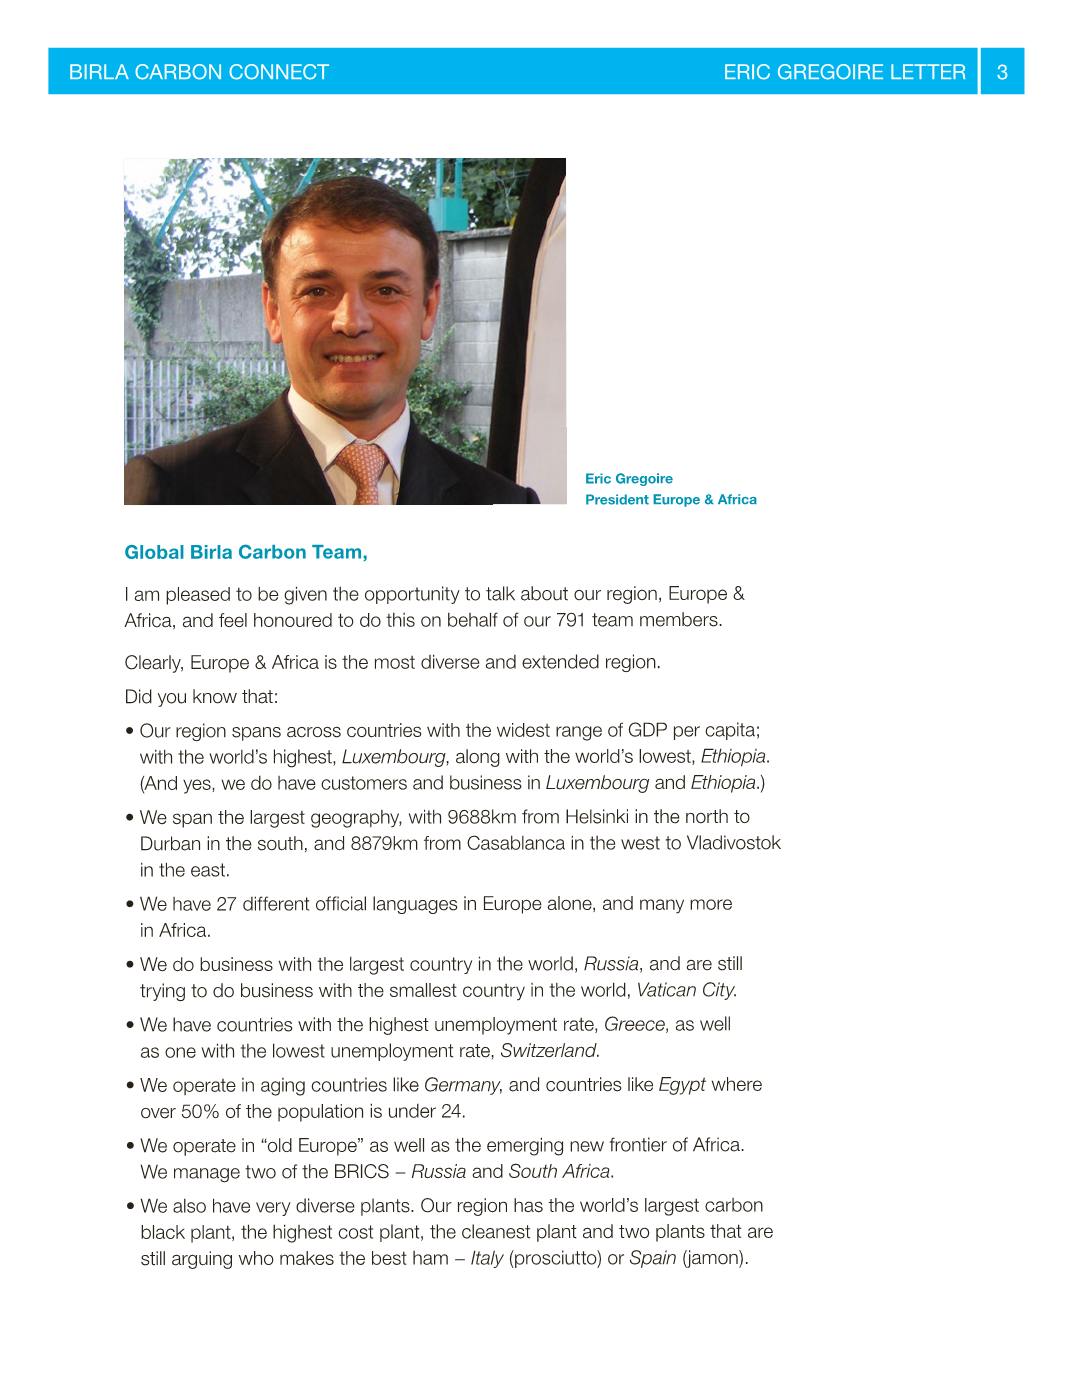 BIRLA CARBON CONNECT
ERIC GREGOIRE LETTER 3
Eric Gregoire
President Europe & Africa
Global Birla Carbon Team,
I am pleased to be given the opportunity to talk about our region, Europe &
Africa, and feel honoured to do this on behalf of our 791 team members.
Clearly, Europe & Africa is the most diverse and extended region.
Did you know that:
• Our region spans across countries with the widest range of GDP per capita;
with the world's highest, Luxembourg, along with the world's lowest, Ethiopia.
(And yes, we do have customers and business in Luxembourg and Ethiopia.)
• We span the largest geography, with 9688km from Helsinki in the north to
Durban in the south, and 8879km from Casablanca in the west to Vladivostok
in the east.
• We have 27 different official languages in Europe alone, and many more
in Africa.
• We do business with the largest country in the world, Russia, and are still
trying to do business with the smallest country in the world, Vatican City.
• We have countries with the highest unemployment rate, Greece, as well
as one with the lowest unemployment rate, Switzerland.
• We operate in aging countries like Germany, and countries like Egypt where
over 50% of the population is under 24.
• We operate in “old Europe” as well as the emerging new frontier of Africa.
We manage two of the BRICS – Russia and South Africa.
• We also have very diverse plants. Our region has the world's largest carbon
black plant, the highest cost plant, the cleanest plant and two plants that are
still arguing who makes the best ham – Italy (prosciutto) or Spain (jamon).